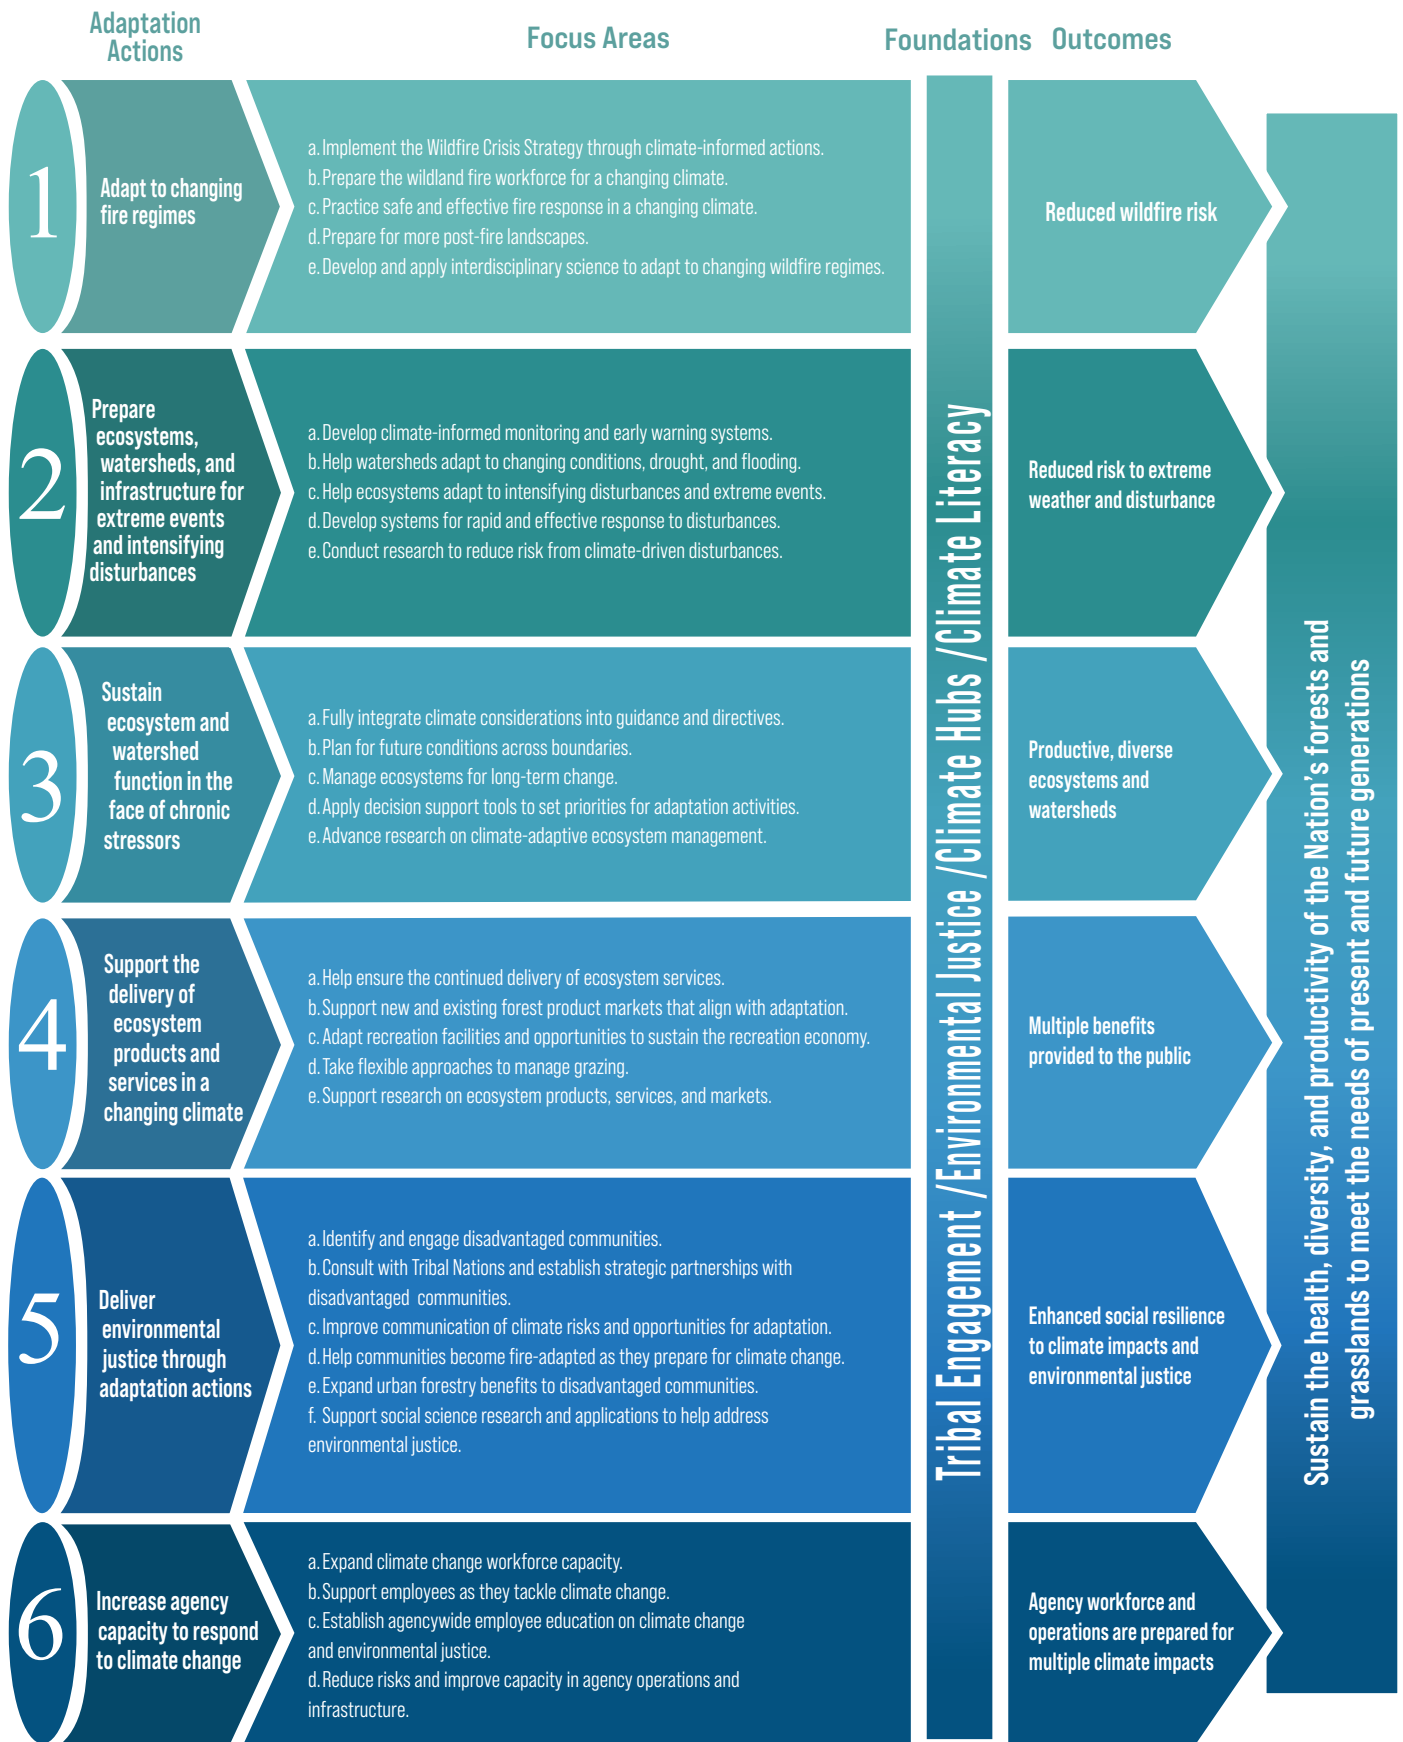 Adaptation
Actions
Focus Areas
Foundations
Outcomes
1
Adapt to changing
fire regimes
a. Implement the Wildfire Crisis Strategy through climate-informed actions.
b. Prepare the wildland fire workforce for a changing climate.
c. Practice safe and effective fire response in a changing climate.
d. Prepare for more post-fire landscapes.
e. Develop and apply interdisciplinary science to adapt to changing wildfire regimes.
Reduced wildfire risk
2
Prepare
ecosystems,
watersheds, and
infrastructure for
extreme events
and intensifying
disturbances
a. Develop climate-informed monitoring and early warning systems.
b. Help watersheds adapt to changing conditions, drought, and flooding.
c. Help ecosystems adapt to intensifying disturbances and extreme events.
d. Develop systems for rapid and effective response to disturbances.
e. Conduct research to reduce risk from climate-driven disturbances.
Reduced risk to extreme
weather and disturbance
3
Sustain
ecosystem and
watershed
function in the
face of chronic
stressors
a. Fully integrate climate considerations into guidance and directives.
b. Plan for future conditions across boundaries.
c. Manage ecosystems for long-term change.
d. Apply decision support tools to set priorities for adaptation activities.
e. Advance research on climate-adaptive ecosystem management.
Productive, diverse
ecosystems and
watersheds
4
Support the
delivery of
ecosystem
products and
services in a
changing climate
a. Help ensure the continued delivery of ecosystem services.
b. Support new and existing forest product markets that align with adaptation.
c. Adapt recreation facilities and opportunities to sustain the recreation economy.
d. Take flexible approaches to manage grazing.
e. Support research on ecosystem products, services, and markets.
Multiple benefits
provided to the public
5
Deliver
environmental
justice through
adaptation actions
a. Identify and engage disadvantaged communities.
b. Consult with Tribal Nations and establish strategic partnerships with
disadvantaged communities.
c. Improve communication of climate risks and opportunities for adaptation.
d. Help communities become fire-adapted as they prepare for climate change.
e. Expand urban forestry benefits to disadvantaged communities.
f. Support social science research and applications to help address
environmental justice.
Enhanced social resilience
to climate impacts and
environmental justice
6
Increase agency
capacity to respond
to climate change
a. Expand climate change workforce capacity.
b. Support employees as they tackle climate change.
c. Establish agencywide employee education on climate change
and environmental justice.
d. Reduce risks and improve capacity in agency operations and
infrastructure.
Agency workforce and
operations are prepared for
multiple climate impacts
Tribal Engagement /Environmental Justice /Climate Hubs /Climate Literacy
Sustain the health, diversity, and productivity of the Nation's forests and
grasslands to meet the needs of present and future generations